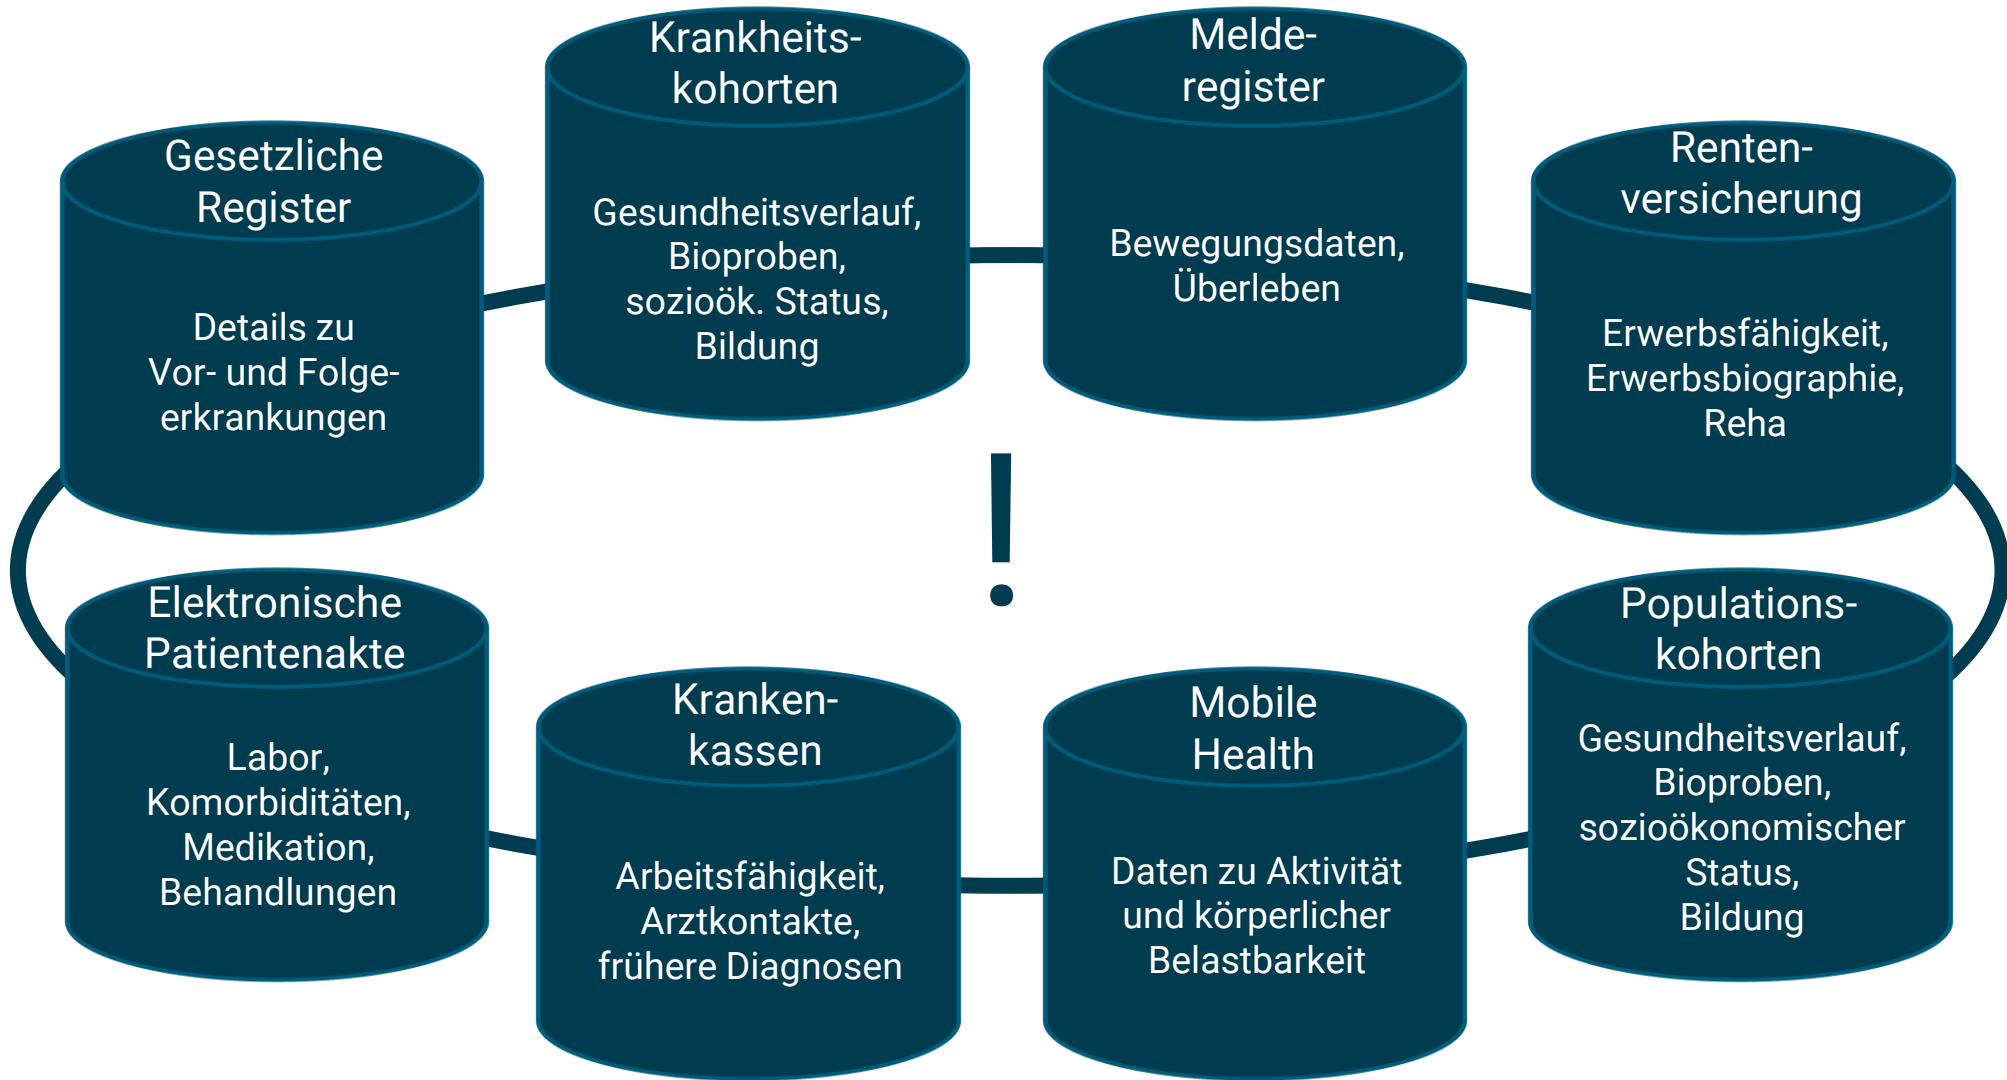 Krankheits-
kohorten
Gesundheitsverlauf,
Bioproben,
sozioök. Status,
Bildung
Melde-
register
Bewegungsdaten,
Überleben
Gesetzliche
Register
Details zu
Vor- und Folge-
erkrankungen
Renten-
versicherung
Erwerbsfähigkeit,
Erwerbsbiographie,
Reha
!
Elektronische
Patientenakte
Labor,
Komorbiditäten,
Medikation,
Behandlungen
Kranken-
kassen
Arbeitsfähigkeit,
Arztkontakte,
frühere Diagnosen
Mobile
Health
Daten zu Aktivität
und körperlicher
Belastbarkeit
Populations-
kohorten
Gesundheitsverlauf,
Bioproben,
sozioökonomischer
Status,
Bildung